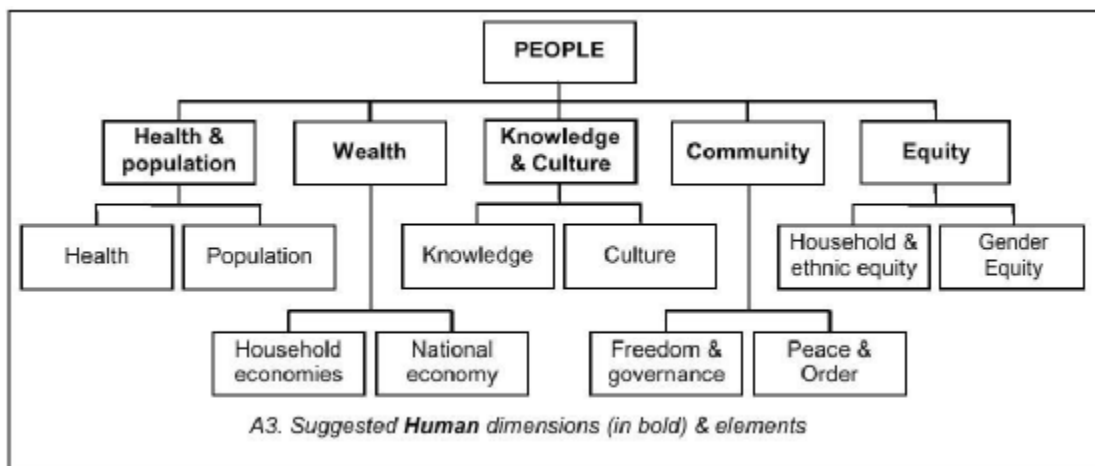 PEOPLE
Health &
population
Wealth
Knowledge
& Culture
Community
Equity
Health
Population
Knowledge
Culture
Household &
ethnic equity
Gender
Equity
Household
economies
National
economy
Freedom &
governance
Peace &
Order
A3. Suggested Human dimensions (in bold) & elements